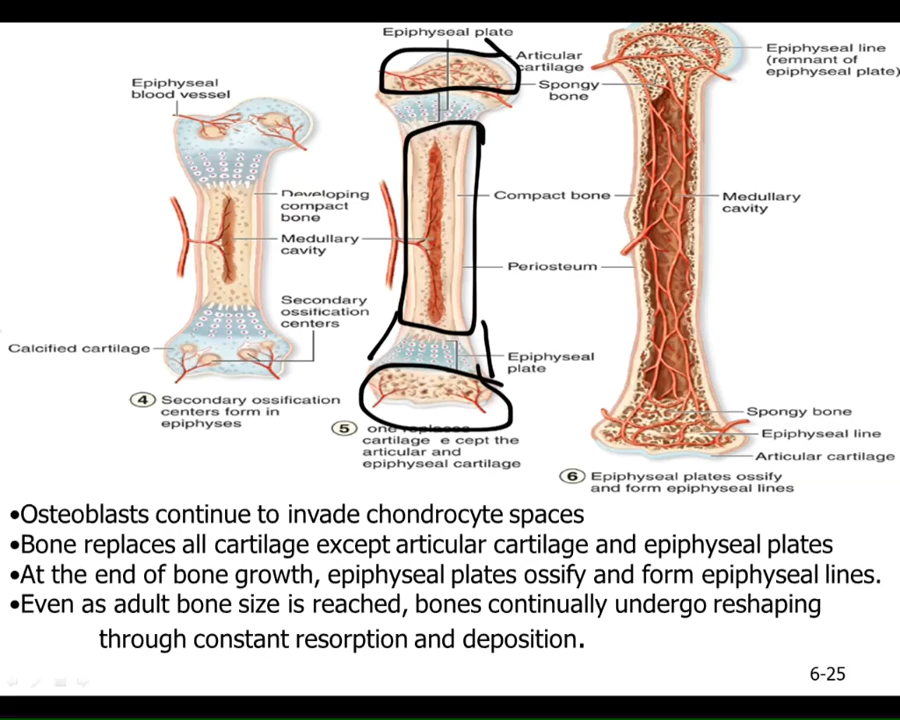 Epiphyseal plate
Articular
cartilage
Spongy
bone
Epiphyseal line
(remnant of
epiphyseal plate)
Epiphyseal
blood vessel
Developing
compact
bone
Medullary
cavity
Compact bone
Medullary
cavity
Periosteum
Secondary
ossification
centers
Calcified cartilage
Epiphyseal
plate
Spongy bone
Epiphyseal line
Articular cartilage
4 Secondary ossification
centers form in
epiphyses
5
cartilage e cept the
articular and
epiphyseal cartilage
6 Epiphyseal plates ossify
and form epiphyseal lines
•Osteoblasts continue to invade chondrocyte spaces
•Bone replaces all cartilage except articular cartilage and epiphyseal plates
•At the end of bone growth, epiphyseal plates ossify and form epiphyseal lines.
•Even as adult bone size is reached, bones continually undergo reshaping
through constant resorption and deposition.
6-25